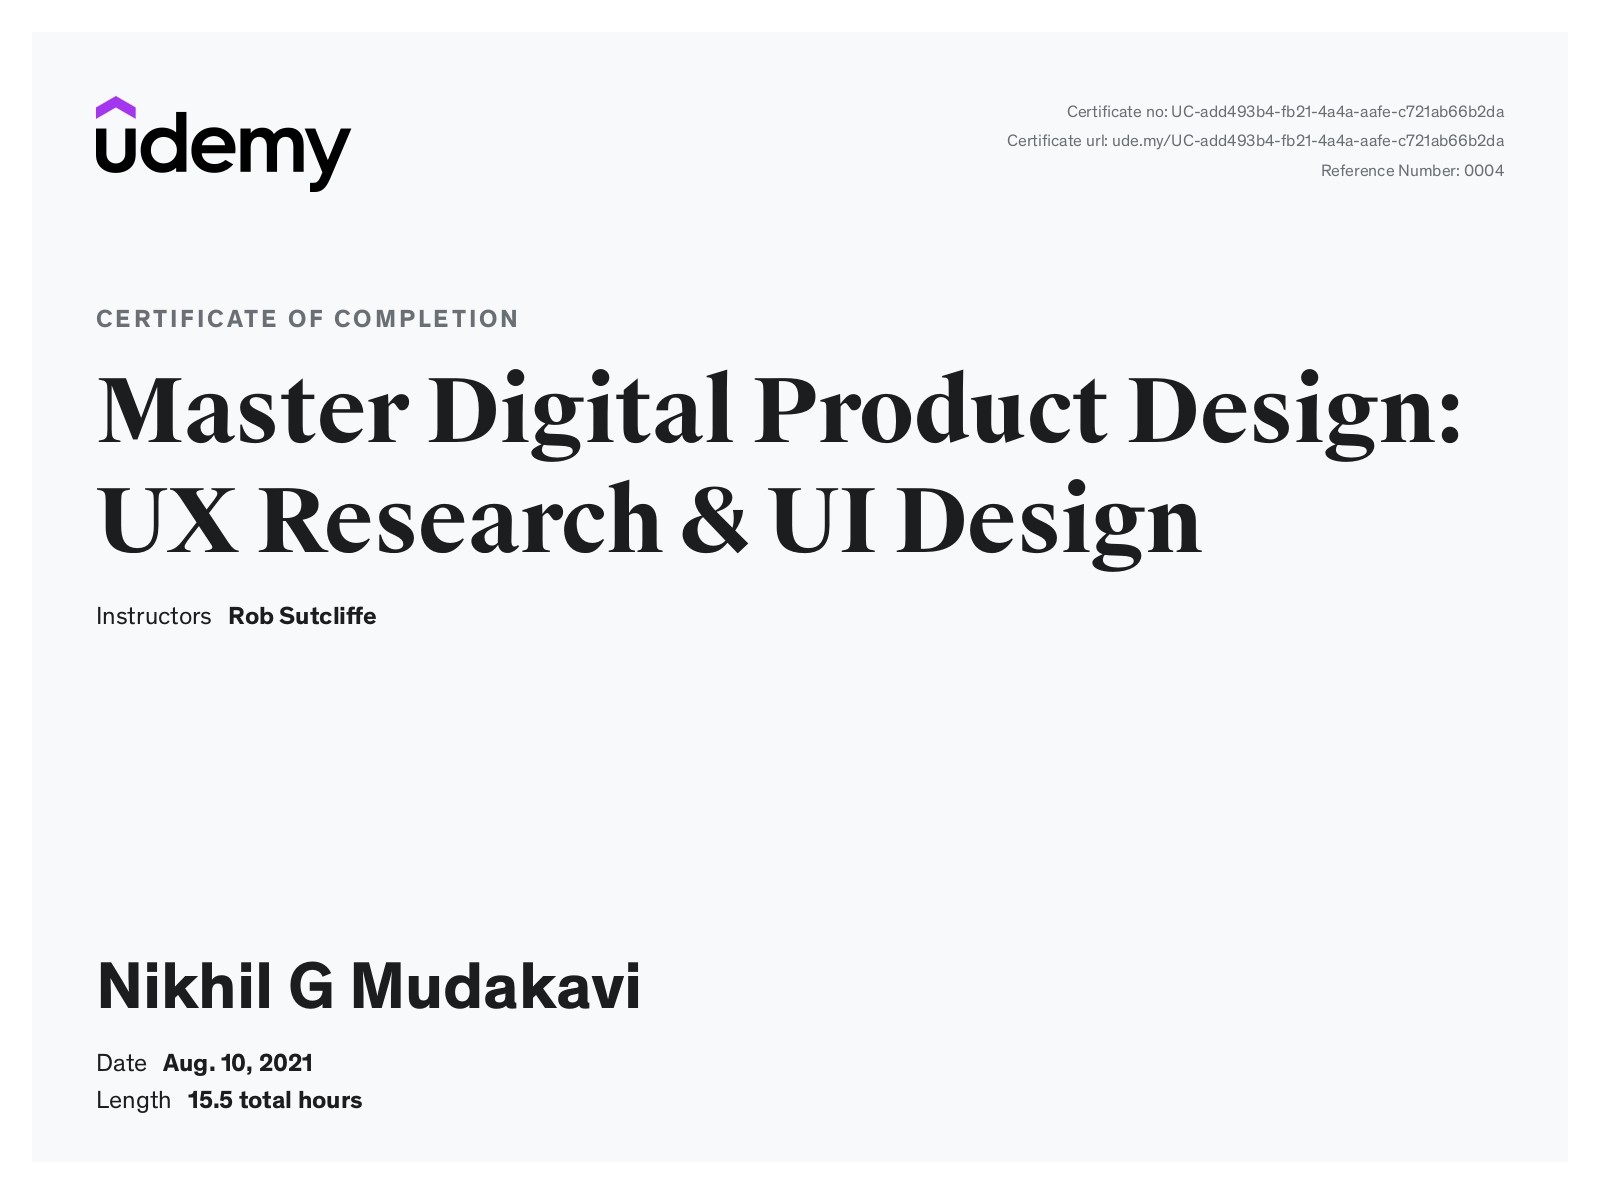 udemy
Certificate no: UC-add493b4-fb21-4a4a-aafe-c721ab66b2da
Certificate url: ude.my/UC-add493b4-fb21-4a4a-aafe-c721ab66b2da
Reference Number: 0004
CERTIFICATE OF COMPLETION
Master Digital Product Design:
UX Research & UI Design
Instructors Rob Sutcliffe
Nikhil G Mudakavi
Date Aug. 10, 2021
Length 15.5 total hours